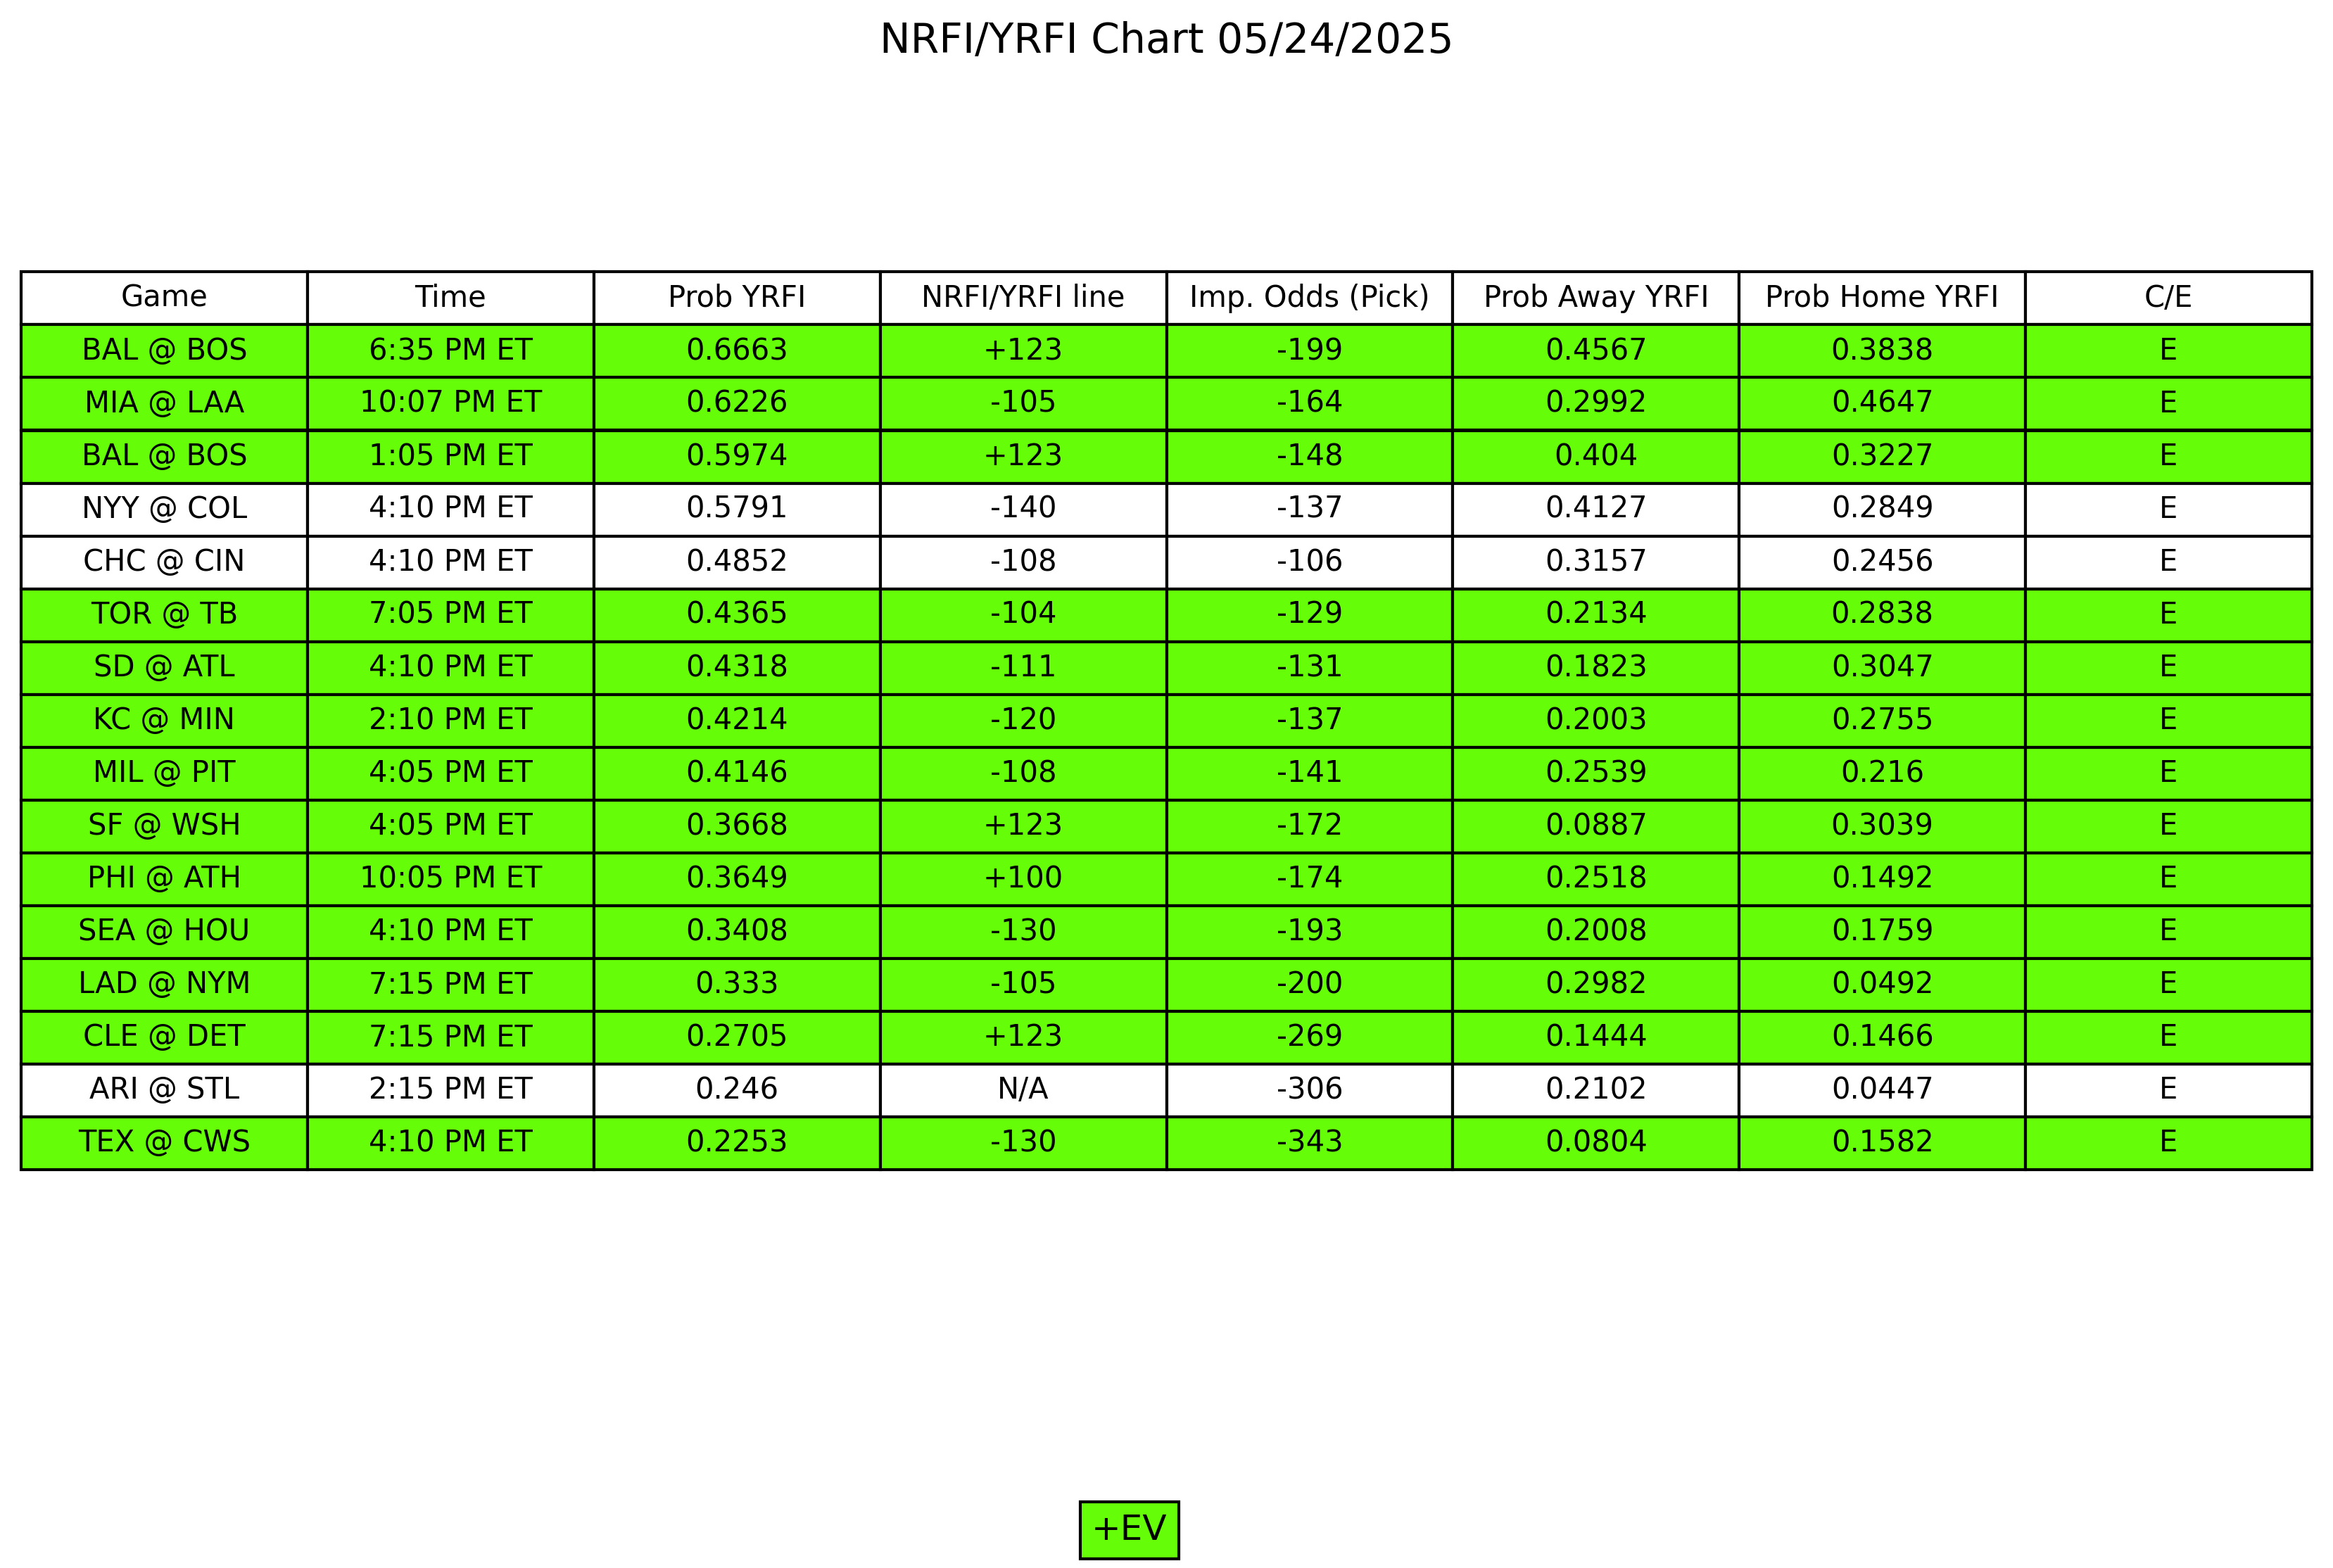 NRFI/YRFI Chart 05/24/2025
Game Time Prob YRFI NRFI/YRFI line Imp. Odds (Pick) Prob Away YRFI Prob Home YRFI C/E
BAL @ BOS 6:35 PM ET 0.6663 +123 -199 0.4567 0.3838 E
MIA @ LAA 10:07 PM ET 0.6226 -105 -164 0.2992 0.4647 E
BAL @ BOS 1:05 PM ET 0.5974 +123 -148 0.404 0.3227 E
NYY @ COL 4:10 PM ET 0.5791 -140 -137 0.4127 0.2849 E
CHC @ CIN 4:10 PM ET 0.4852 -108 -106 0.3157 0.2456 E
TOR @ TB 7:05 PM ET 0.4365 -104 -129 0.2134 0.2838 E
SD @ ATL 4:10 PM ET 0.4318 -111 -131 0.1823 0.3047 E
KC @ MIN 2:10 PM ET 0.4214 -120 -137 0.2003 0.2755 E
MIL @ PIT 4:05 PM ET 0.4146 -108 -141 0.2539 0.216 E
SF @ WSH 4:05 PM ET 0.3668 +123 -172 0.0887 0.3039 E
PHI @ ATH 10:05 PM ET 0.3649 +100 -174 0.2518 0.1492 E
SEA @ HOU 4:10 PM ET 0.3408 -130 -193 0.2008 0.1759 E
LAD @ NYM 7:15 PM ET 0.333 -105 -200 0.2982 0.0492 E
CLE @ DET 7:15 PM ET 0.2705 +123 -269 0.1444 0.1466 E
ARI @ STL 2:15 PM ET 0.246 N/A -306 0.2102 0.0447 E
TEX @ CWS 4:10 PM ET 0.2253 -130 -343 0.0804 0.1582 E
+EV